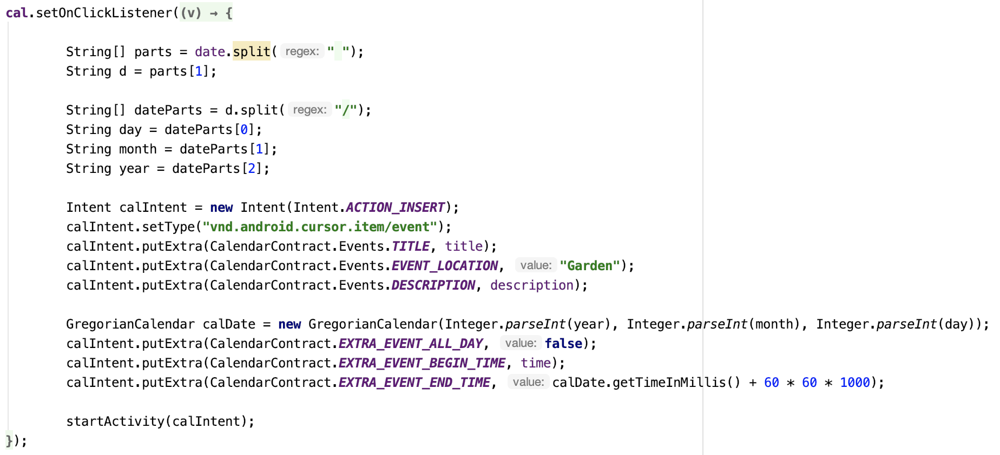 cal.setOnClickListener((v) → {
String[] parts = date.split( regex: " ");
String d = parts[1];
String[] dateParts = d.split( regex: "/");
String day = dateParts[0];
String month = dateParts[1];
String year = dateParts[2];
Intent calIntent = new Intent(Intent.ACTION_INSERT);
calIntent.setType("vnd.android.cursor.item/event");
calIntent.putExtra(CalendarContract.Events.TITLE, title);
calIntent.putExtra(CalendarContract.Events.EVENT_LOCATION, value: "Garden");
calIntent.putExtra(CalendarContract.Events.DESCRIPTION, description);
GregorianCalendar calDate = new GregorianCalendar(Integer.parseInt(year), Integer.parseInt(month), Integer.parseInt(day));
calIntent.putExtra(CalendarContract.EXTRA_EVENT_ALL_DAY, value: false);
calIntent.putExtra(CalendarContract.EXTRA_EVENT_BEGIN_TIME, time);
calIntent.putExtra(CalendarContract.EXTRA_EVENT_END_TIME, value: calDate.getTimeInMillis() + 60 * 60 * 1000);
startActivity(calIntent);
});